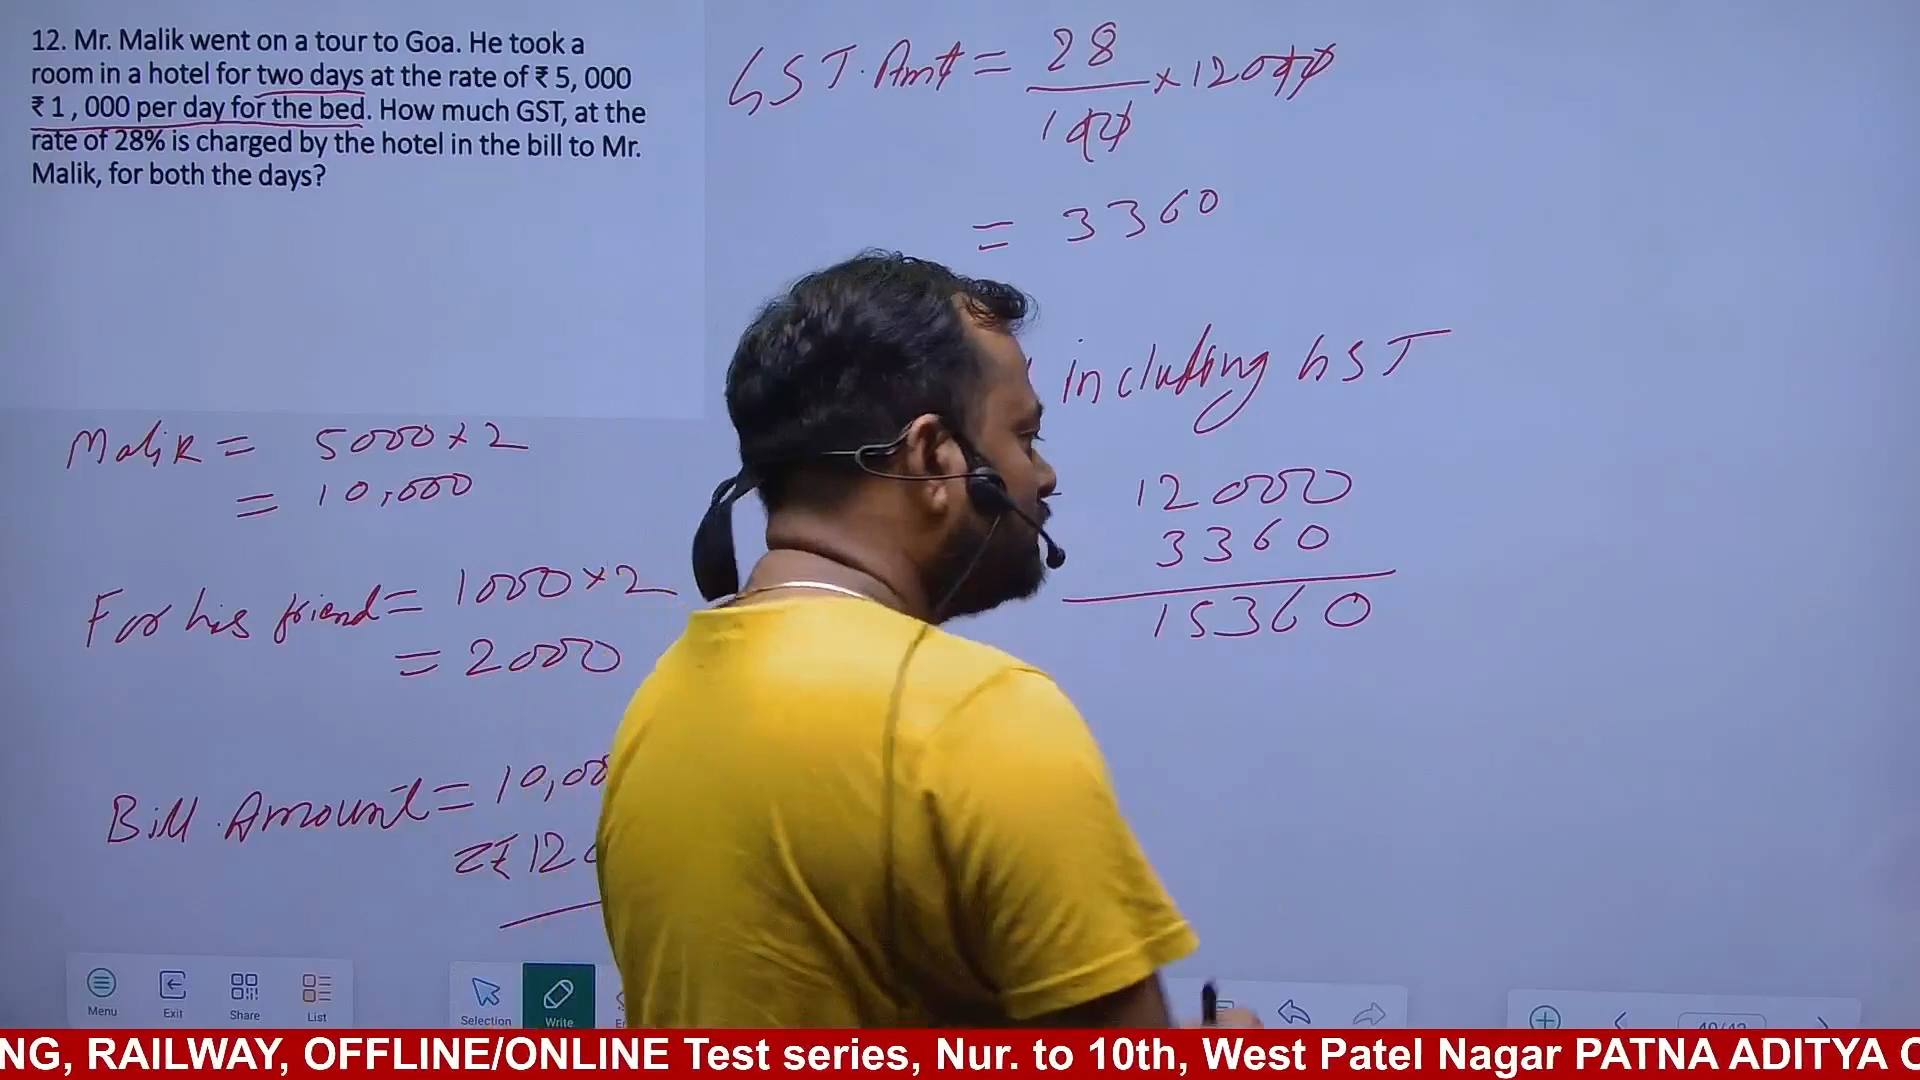 12. Mr. Malik went on a tour to Goa. He took a
room in a hotel for two days at the rate of ₹ 5, 000
₹ 1 , 000 per day for the bed. How much GST, at the
rate of 28% is charged by the hotel in the bill to Mr.
Malik, for both the days?
Malik = 5000 × 2
= 10,000
For his friend = 1000 × 2
= 2000
Bill Amount = 10,00
₹ 12
GST. Amt = 28/100 × 12000
= 3360
including GST
12000
3360
15360
Menu
Exit
Share
List
Selection
Write
NG, RAILWAY, OFFLINE/ONLINE Test series, Nur. to 10th, West Patel Nagar PATNA ADITYA